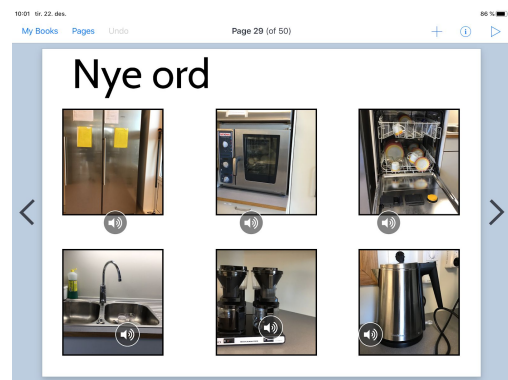 10:01 tir. 22. des.
86 %
My Books Pages Undo
Page 29 (of 50)
Nye ord